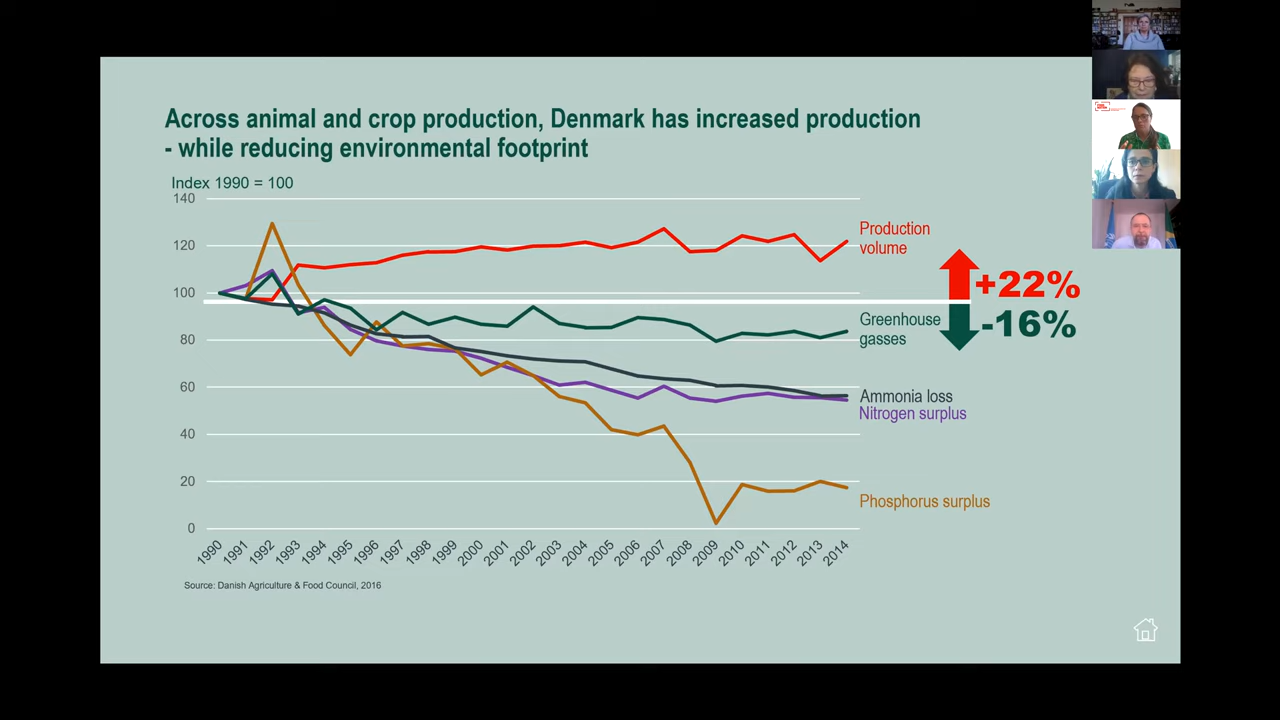 Across animal and crop production, Denmark has increased production
- while reducing environmental footprint
Index 1990 = 100
140
120
100
80
60
40
20
0
Production
volume
+22%
Greenhouse
gasses
-16%
Ammonia loss
Nitrogen surplus
Phosphorus surplus
1990 1991 1992 1993 1994 1995 1996 1997 1998 1999 2000 2001 2002 2003 2004 2005 2006 2007 2008 2009 2010 2011 2012 2013 2014
Source: Danish Agriculture & Food Council, 2016